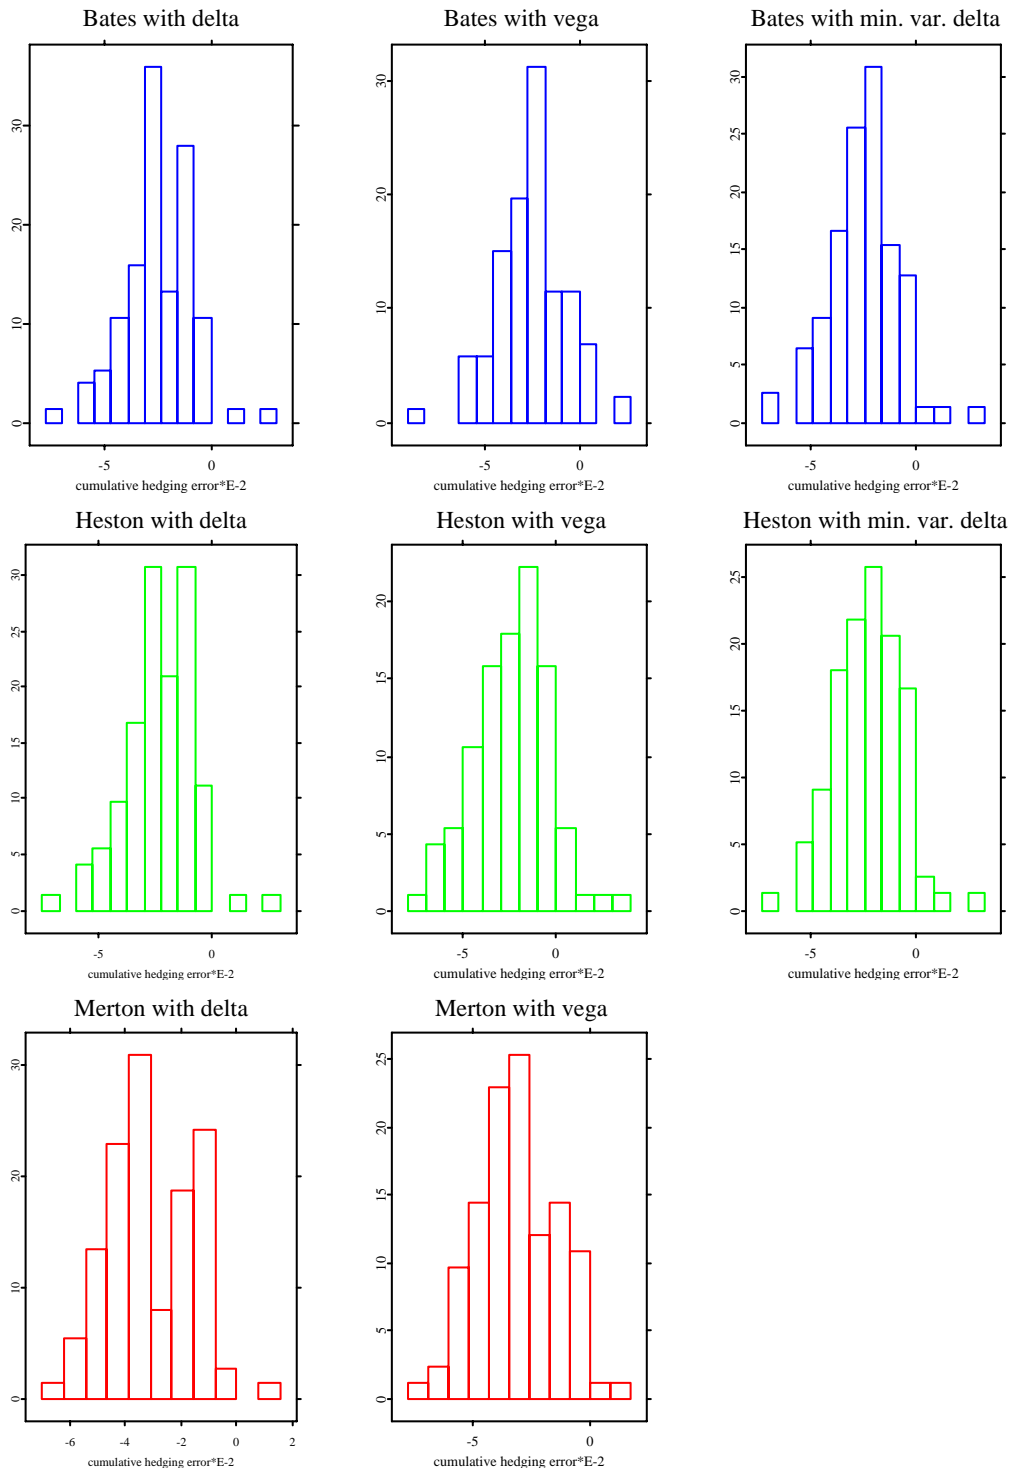 Bates with delta
Bates with vega
Bates with min. var. delta
30
20
10
0
-5 0
cumulative hedging error*E-2
30
20
10
0
-5 0
cumulative hedging error*E-2
30
25
20
15
10
5
0
-5 0
cumulative hedging error*E-2
Heston with delta
Heston with vega
Heston with min. var. delta
30
25
20
15
10
5
0
-5 0
cumulative hedging error*E-2
20
15
10
5
0
-5 0
cumulative hedging error*E-2
25
20
15
10
5
0
-5 0
cumulative hedging error*E-2
Merton with delta
Merton with vega
30
20
10
0
-6 -4 -2 0 2
cumulative hedging error*E-2
25
20
15
10
5
0
-5 0
cumulative hedging error*E-2